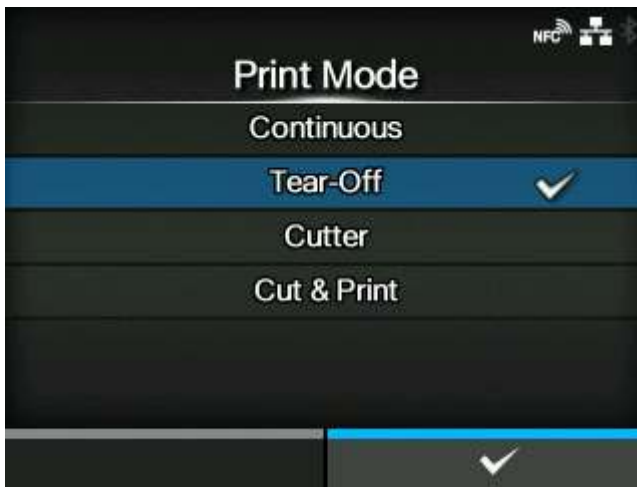 NFC
Print Mode
Continuous
Tear-Off
Cutter
Cut & Print